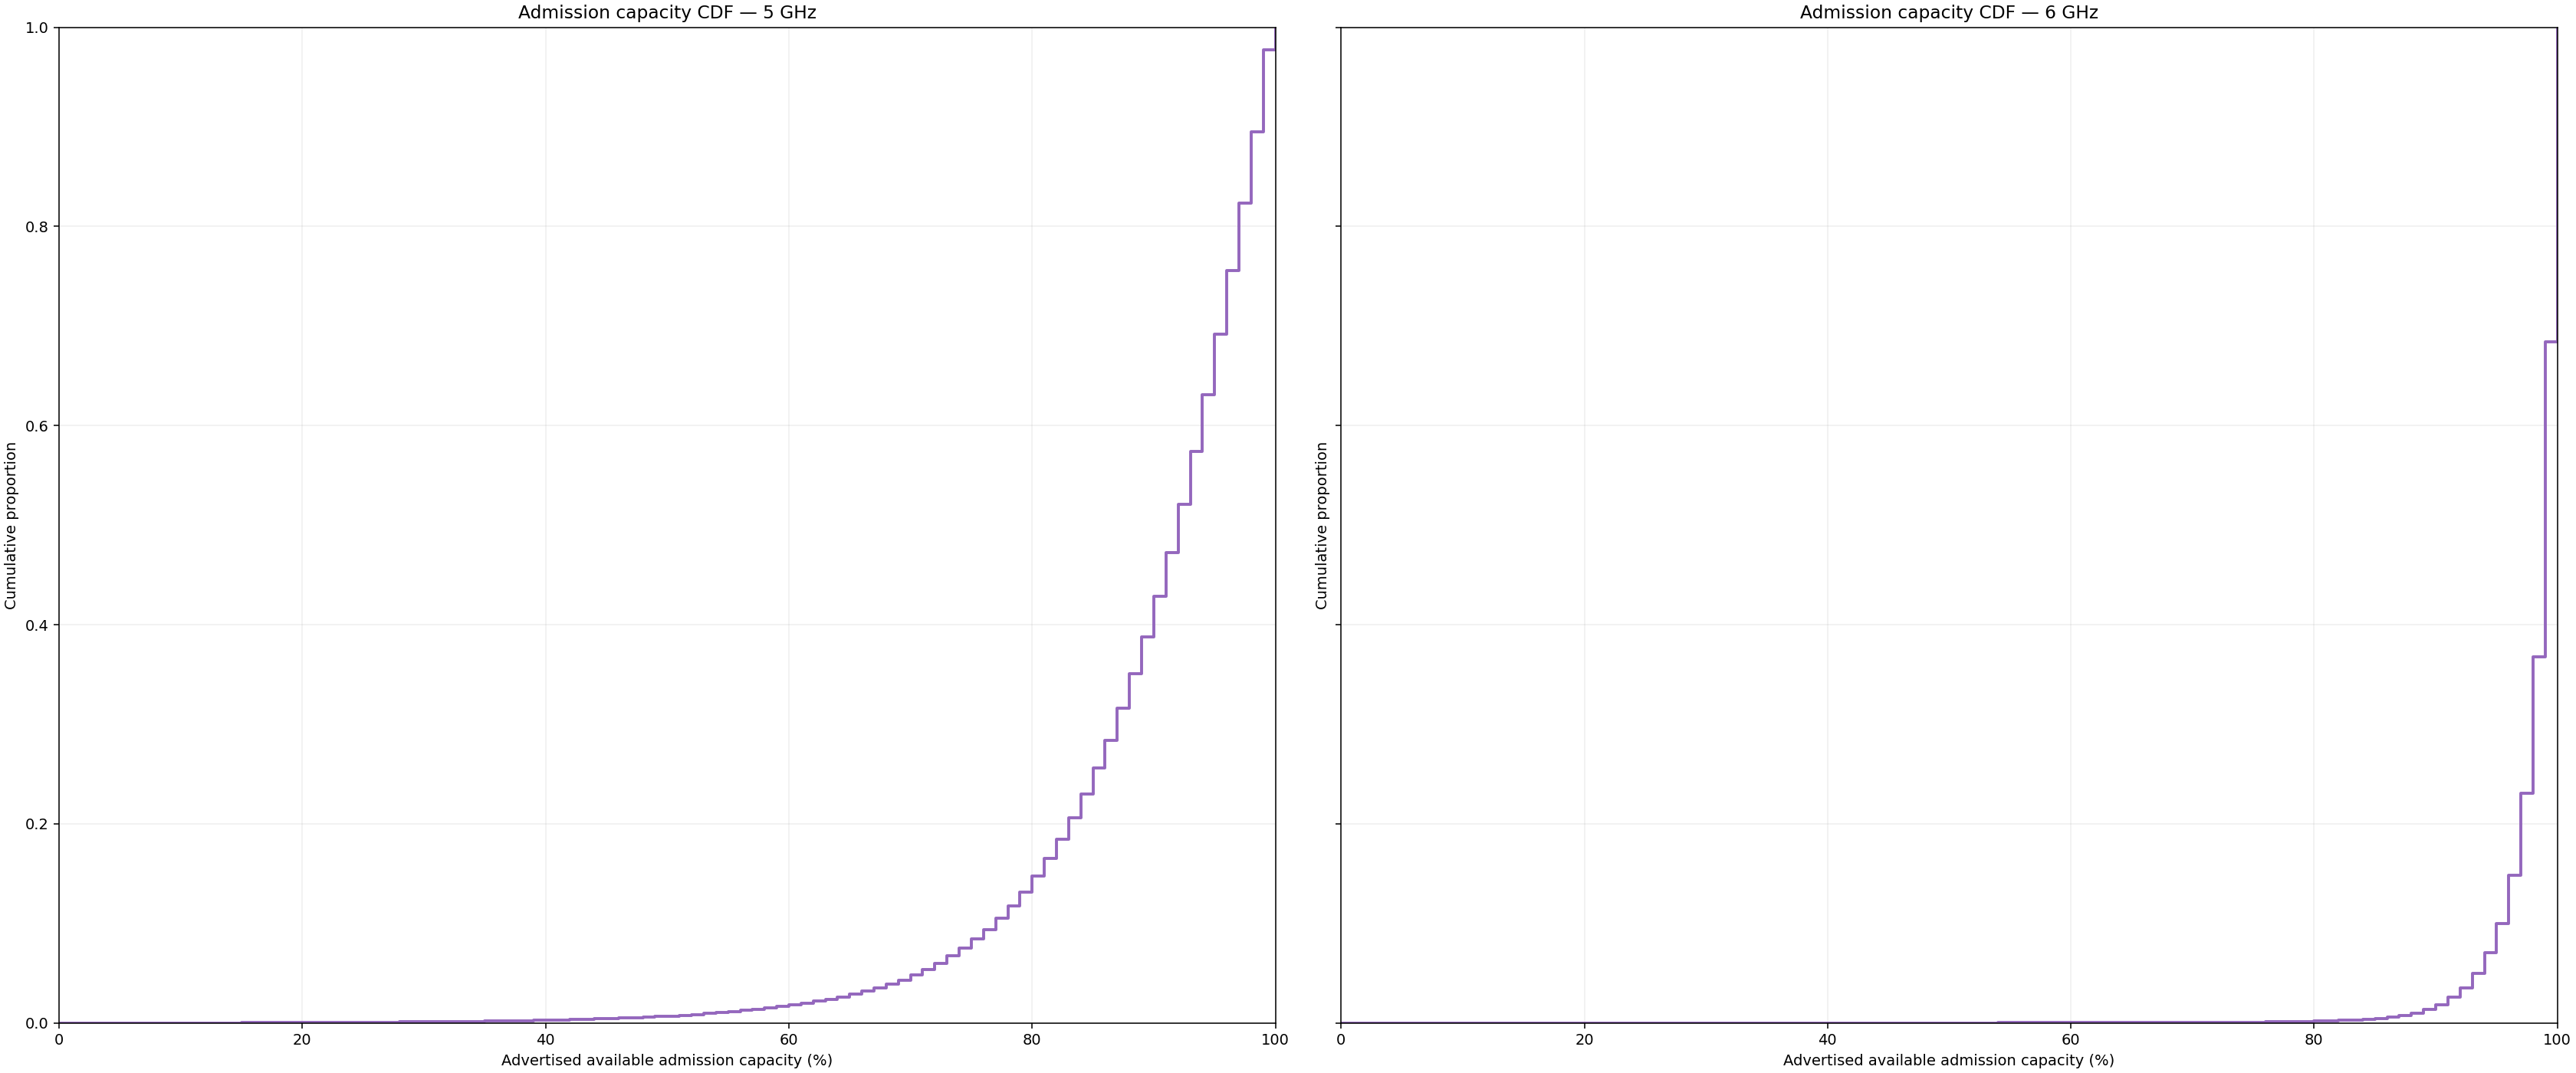 Admission capacity CDF — 5 GHz
1.0
0.8
0.6
0.4
0.2
0.0
Cumulative proportion
0 20 40 60 80 100
Advertised available admission capacity (%)
Admission capacity CDF — 6 GHz
Cumulative proportion
0 20 40 60 80 100
Advertised available admission capacity (%)